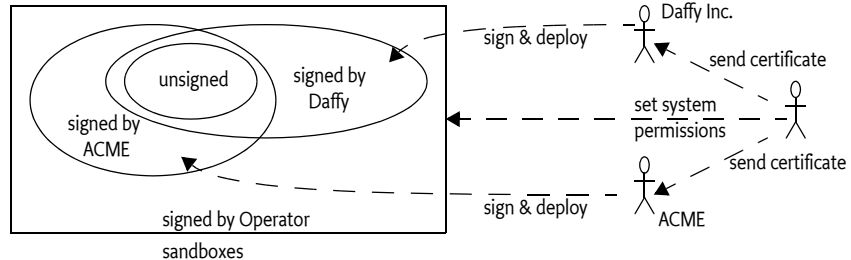 Daffy Inc.
sign & deploy
send certificate
unsigned
signed by
Daffy
set system
permissions
signed by
ACME
send certificate
sign & deploy
ACME
signed by Operator
sandboxes